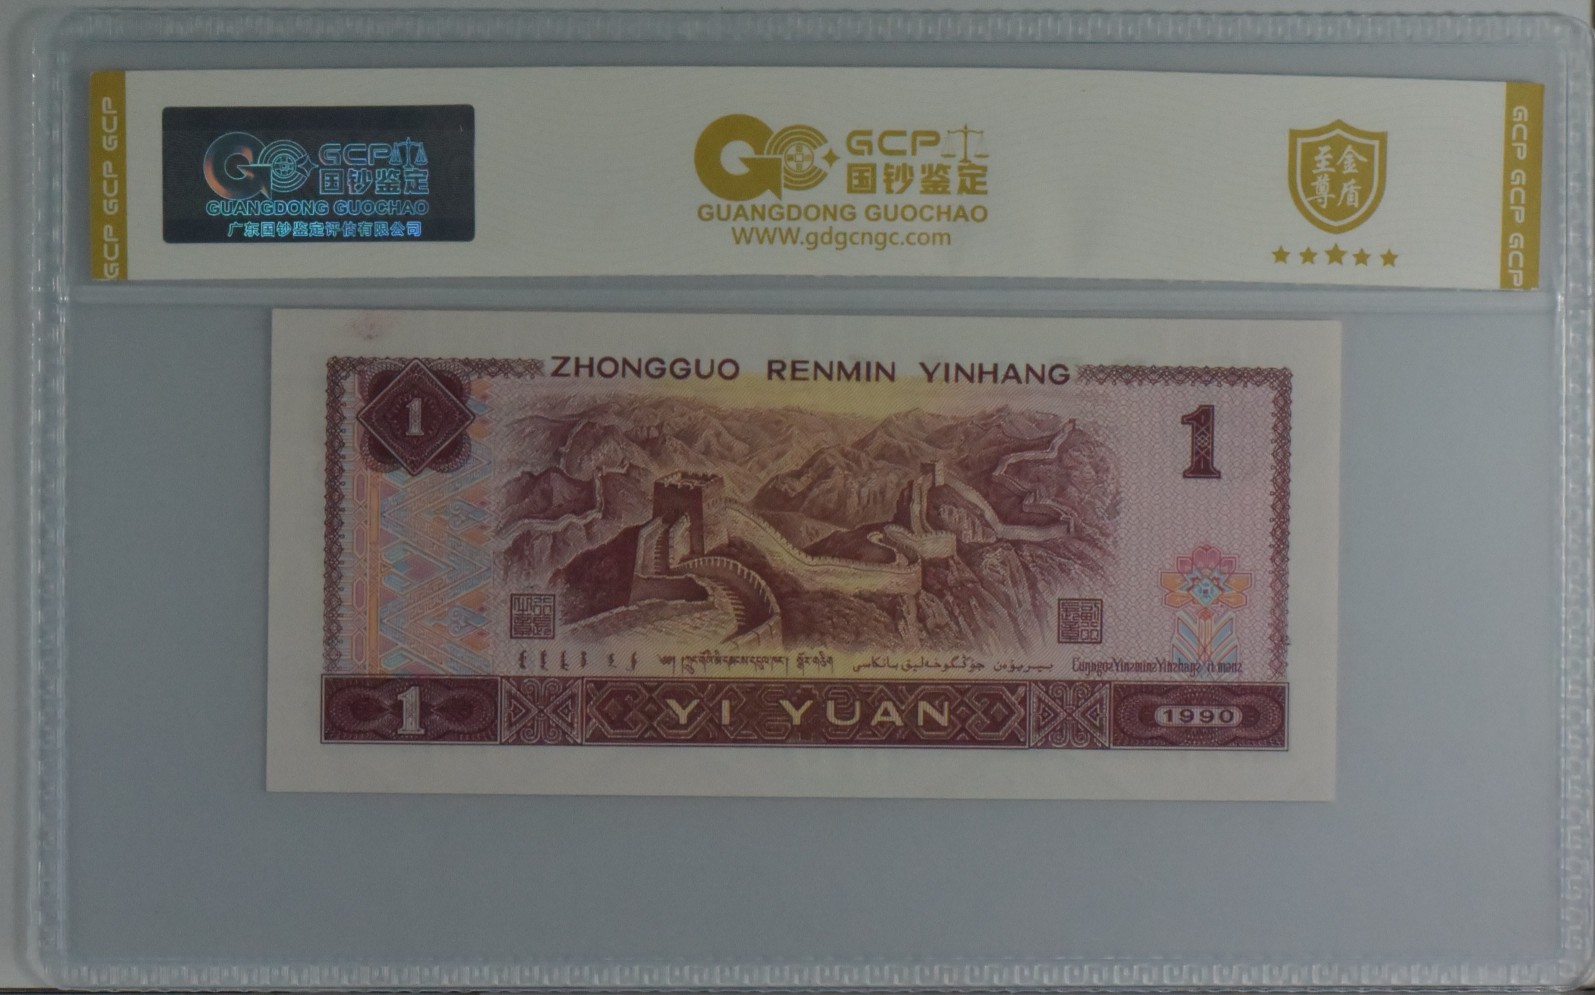 GCP GCP GCP
GCP
国钞鉴定
GUANGDONG GUOCHAO
广东国钞鉴定评估有限公司
GCP
国钞鉴定
GUANGDONG GUOCHAO
WWW.gdgcngc.com
金盾
至尊
GCP GCP GCP
ZHONGGUO RENMIN YINHANG
1
1
1 YI YUAN 1990